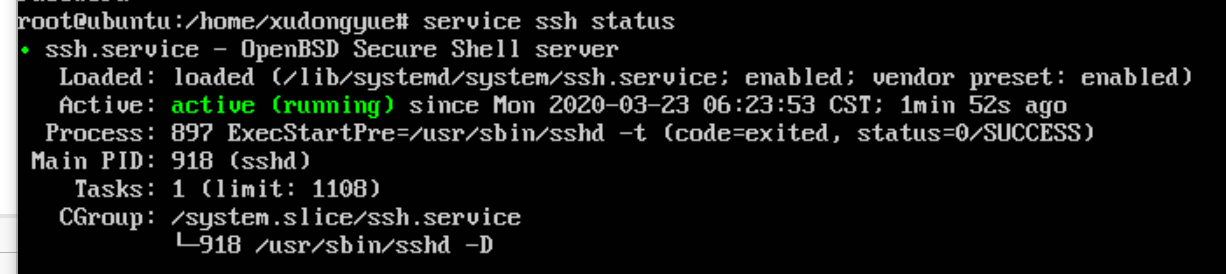 root@ubuntu:/home/xudongyue# service ssh status
● ssh.service - OpenBSD Secure Shell server
Loaded: loaded (/lib/systemd/system/ssh.service; enabled; vendor preset: enabled)
Active: active (running) since Mon 2020-03-23 06:23:53 CST; 1min 52s ago
Process: 897 ExecStartPre=/usr/sbin/sshd -t (code=exited, status=0/SUCCESS)
Main PID: 918 (sshd)
Tasks: 1 (limit: 1108)
CGroup: /system.slice/ssh.service
└─918 /usr/sbin/sshd -D